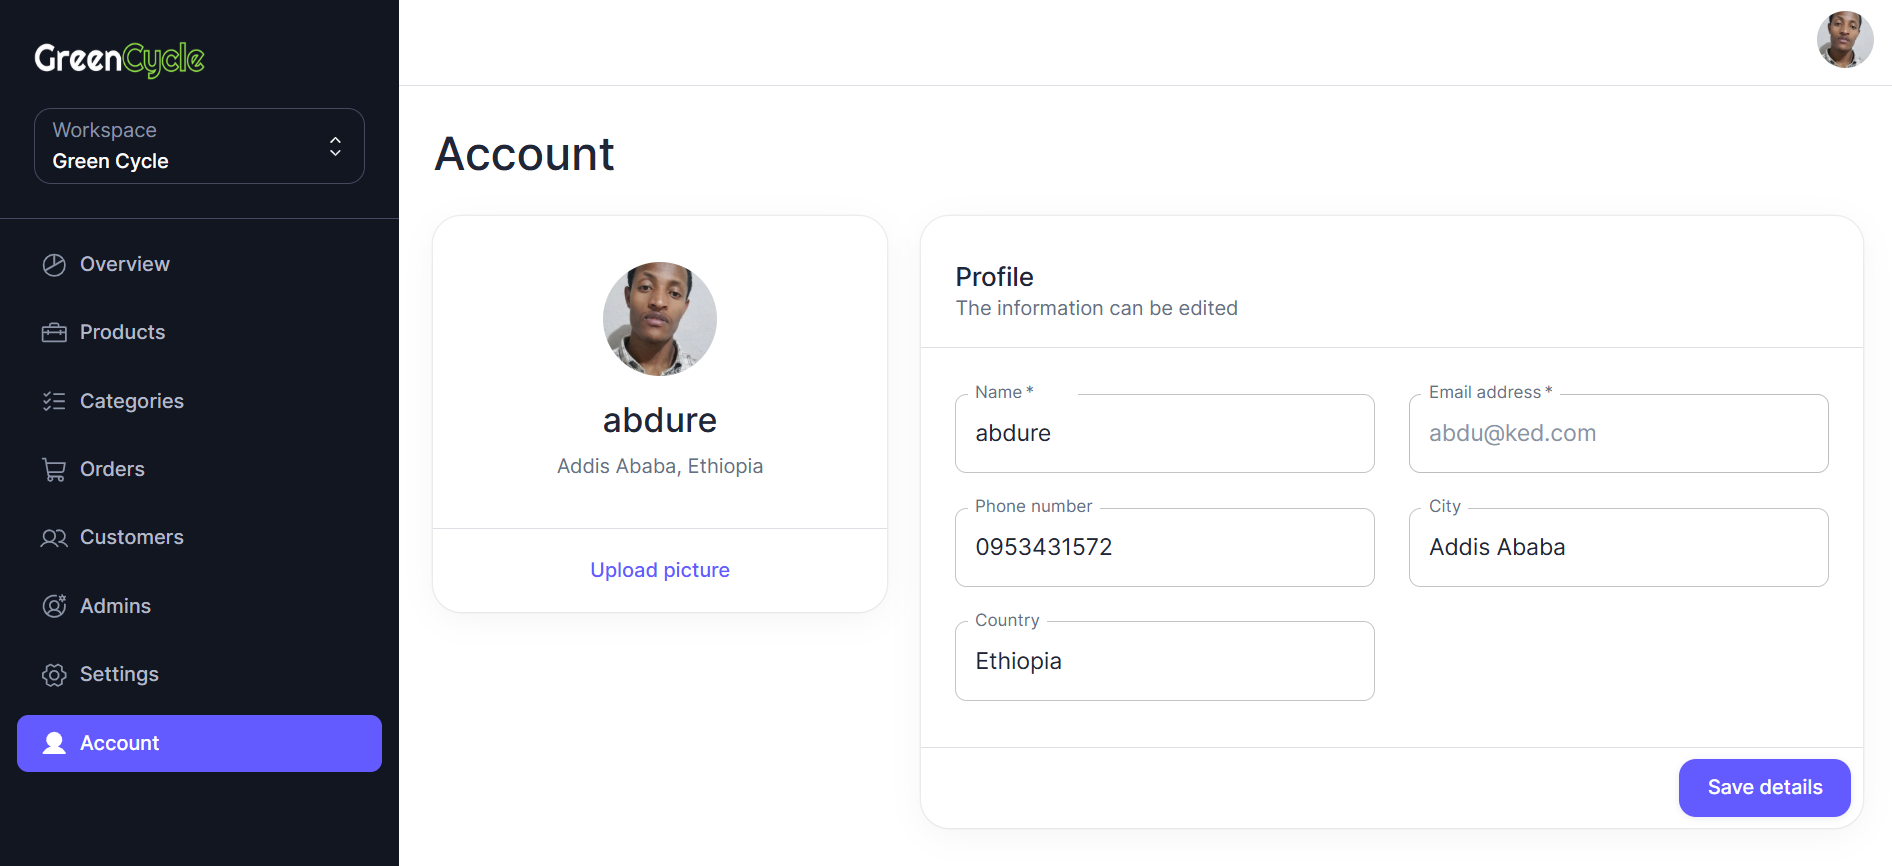 GreenCycle
Workspace
Green Cycle
Overview
Products
Categories
Orders
Customers
Admins
Settings
Account
Account
abdure
Addis Ababa, Ethiopia
Upload picture
Profile
The information can be edited
Name *
abdure
Email address *
abdu@ked.com
Phone number
0953431572
City
Addis Ababa
Country
Ethiopia
Save details